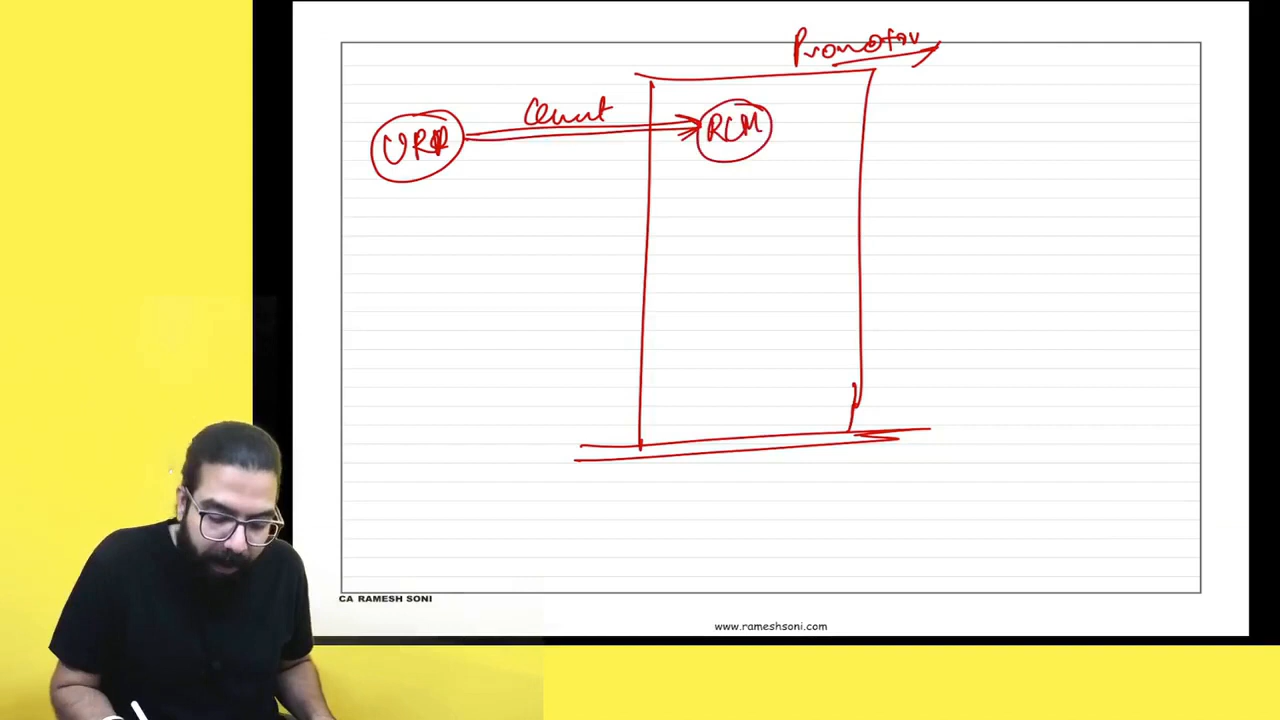 Promoter
Cement
URP
RCM
CA RAMESH SONI
www.rameshsoni.com